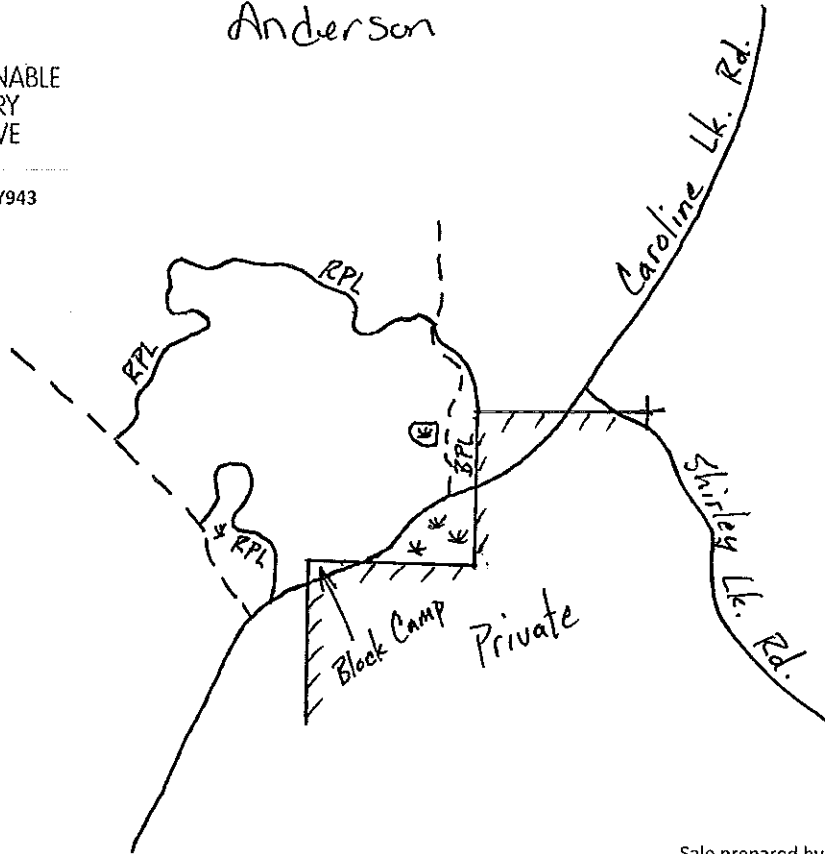 Anderson
NABLE
RY
VE
Y943
Caroline Lk. Rd.
RPL
RPL
BPL
RPL
Shirley Lk. Rd.
Block Camp
Private
Sale prepared by